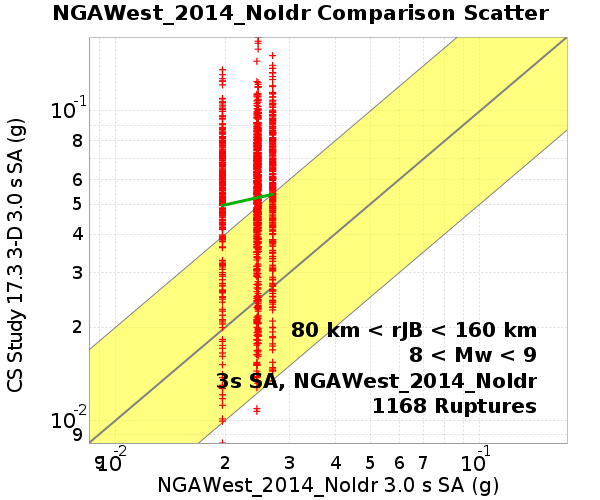 NGAWest_2014_NoIdr Comparison Scatter
CS Study 17.3 3-D 3.0 s SA (g)
10^-1
8
6
5
4
3
2
10^-2
9
80 km < rJB < 160 km
8 < Mw < 9
3s SA, NGAWest_2014_NoIdr
1168 Ruptures
9 10^-2 2 3 4 5 6 7 10^-1
NGAWest_2014_NoIdr 3.0 s SA (g)